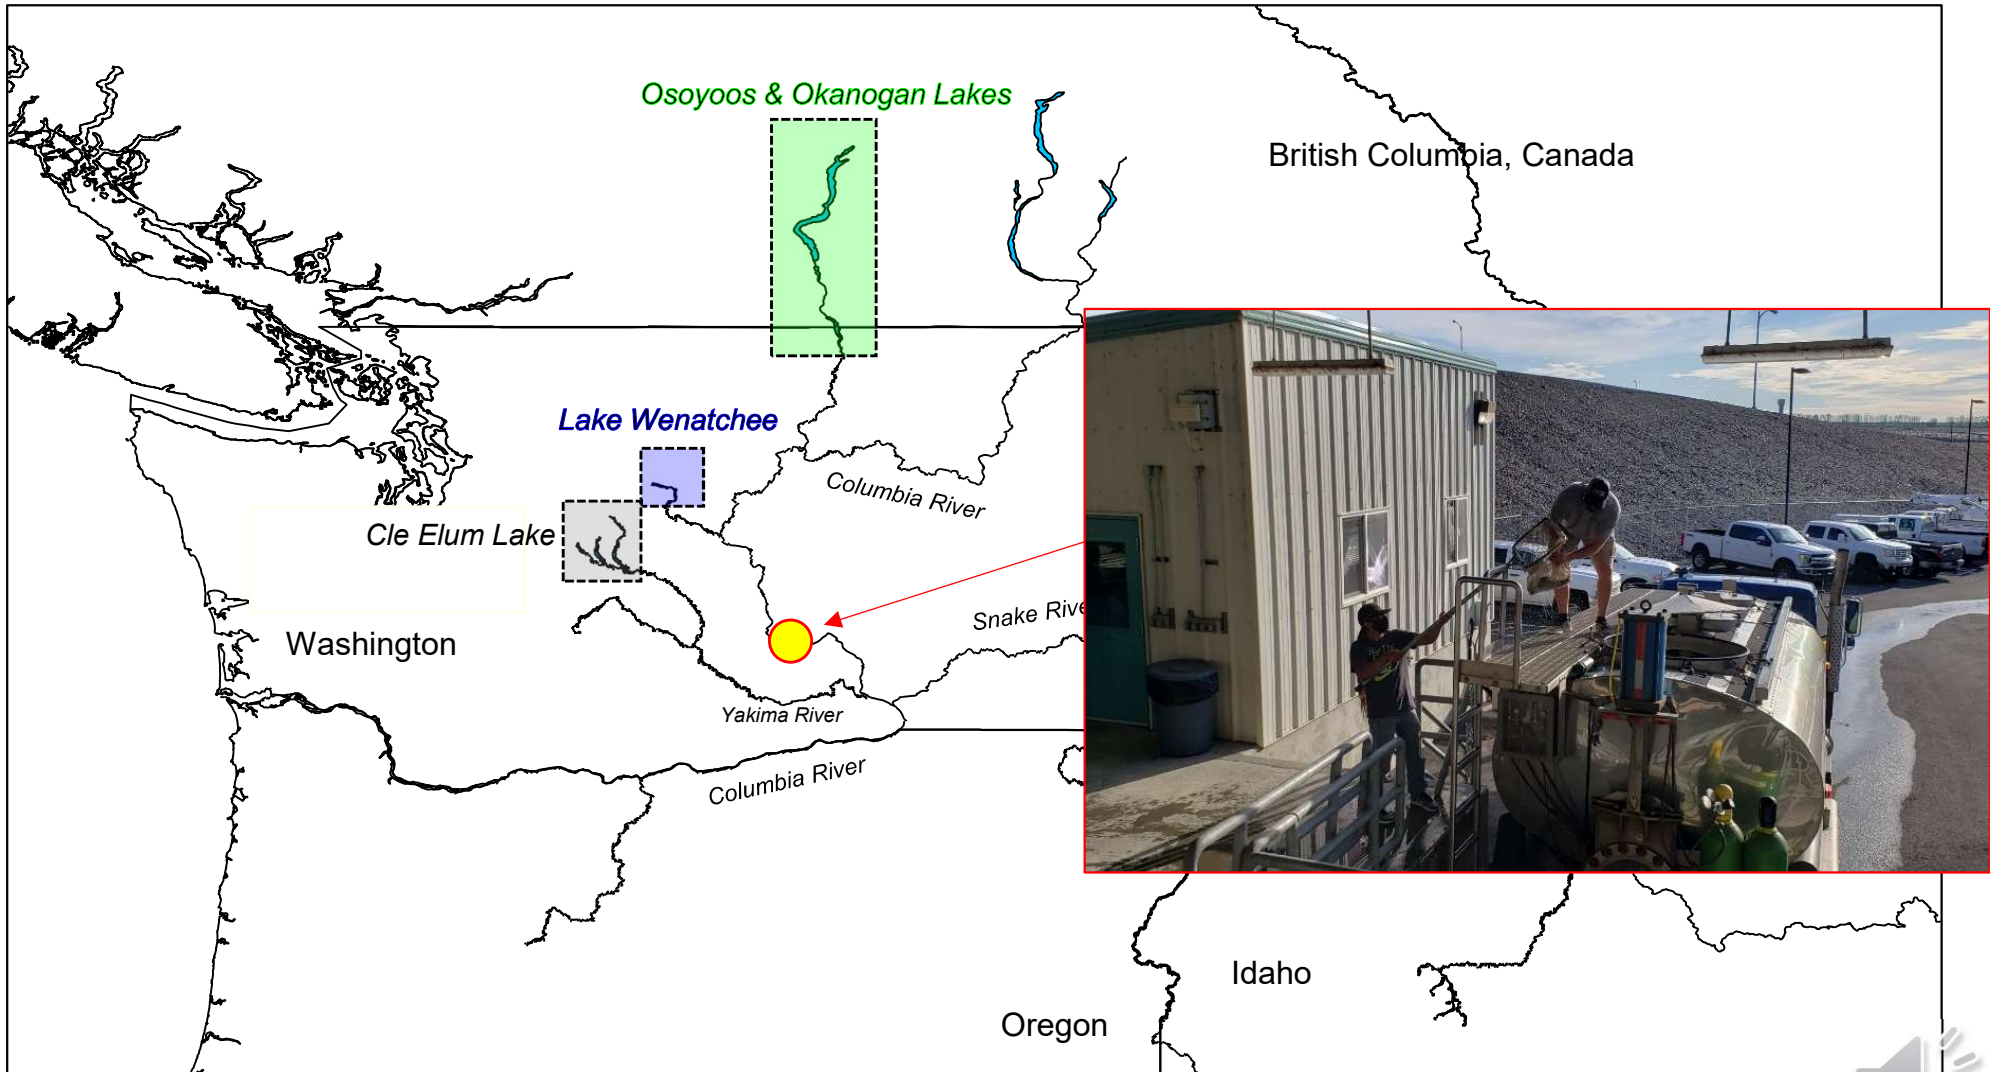 Osoyoos & Okanogan Lakes
British Columbia, Canada
Lake Wenatchee
Columbia River
Cle Elum Lake
Snake Rive
Washington
Yakima River
Columbia River
Idaho
Oregon